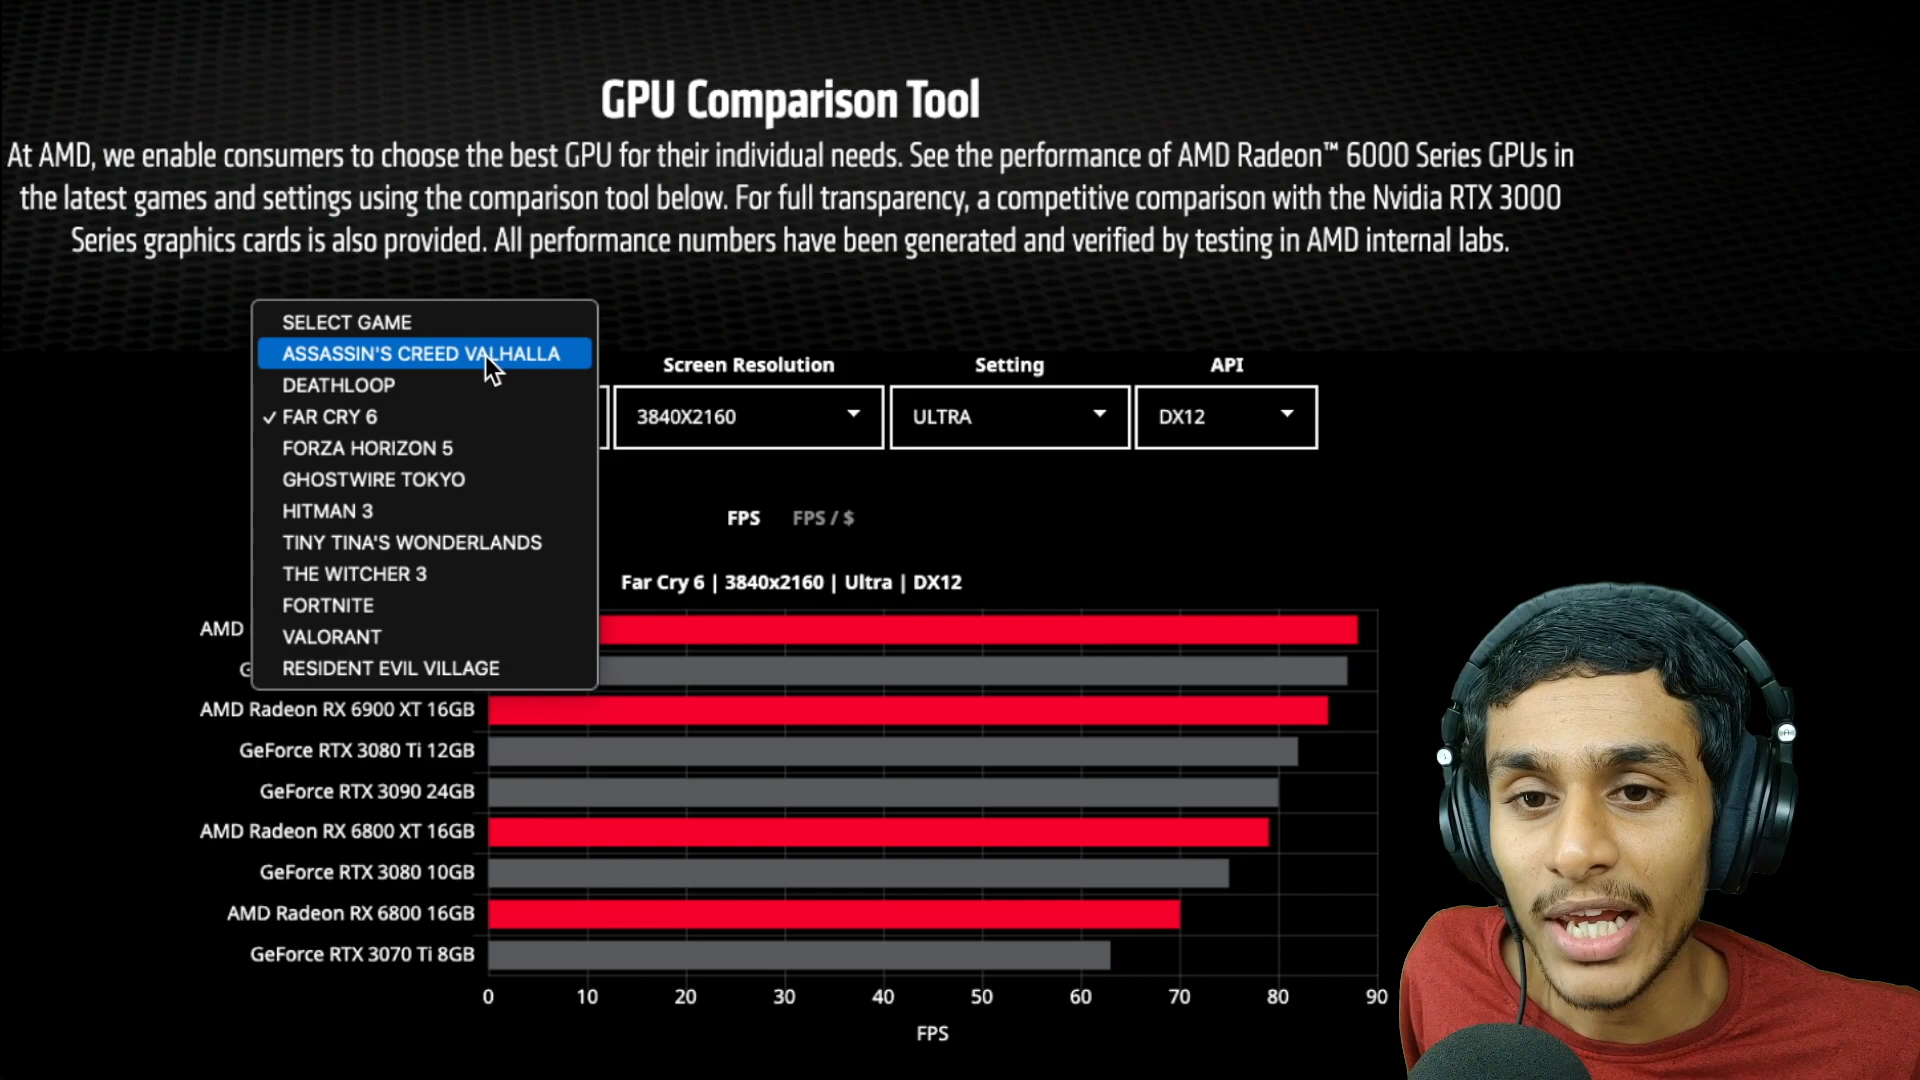 GPU Comparison Tool
At AMD, we enable consumers to choose the best GPU for their individual needs. See the performance of AMD Radeon™ 6000 Series GPUs in
the latest games and settings using the comparison tool below. For full transparency, a competitive comparison with the Nvidia RTX 3000
Series graphics cards is also provided. All performance numbers have been generated and verified by testing in AMD internal labs.
SELECT GAME
ASSASSIN'S CREED VALHALLA
DEATHLOOP
✓ FAR CRY 6
FORZA HORIZON 5
GHOSTWIRE TOKYO
HITMAN 3
TINY TINA'S WONDERLANDS
THE WITCHER 3
FORTNITE
VALORANT
RESIDENT EVIL VILLAGE
Screen Resolution Setting API
3840X2160 ULTRA DX12
FPS FPS / $
Far Cry 6 | 3840x2160 | Ultra | DX12
AMD
G
AMD Radeon RX 6900 XT 16GB
GeForce RTX 3080 Ti 12GB
GeForce RTX 3090 24GB
AMD Radeon RX 6800 XT 16GB
GeForce RTX 3080 10GB
AMD Radeon RX 6800 16GB
GeForce RTX 3070 Ti 8GB
0 10 20 30 40 50 60 70 80 90
FPS